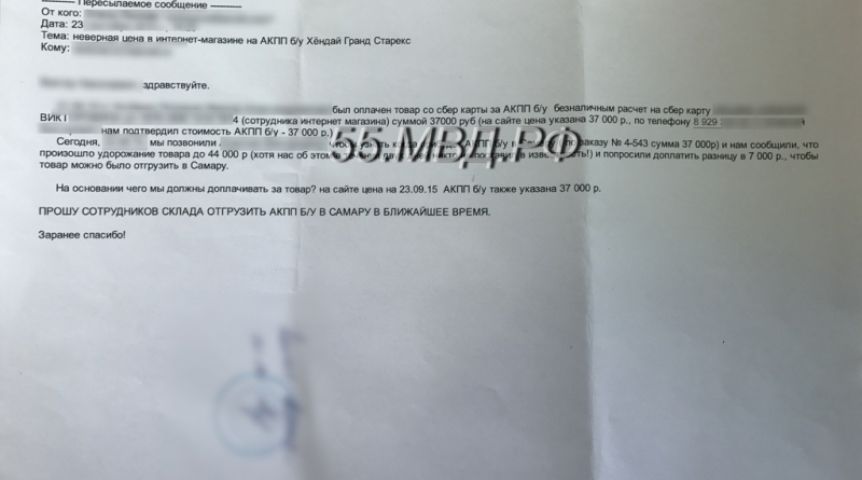 ---------- Пересылаемое сообщение ----------
От кого:
Дата: 23
Тема: неверная цена в интернет-магазине на АКПП б/у Хёндай Гранд Старекс
Кому:
здравствуйте.
был оплачен товар со сбер карты за АКПП б/у безналичный расчет на сбер карту
ВИК 4 (сотрудника интернет магазина) суммой 37000 руб (на сайте цена указана 37 000 р., по телефону 8 929
нам подтвердил стоимость АКПП б/у - 37 000 р.)
55.МВД.РФ
Сегодня, мы позвонили б/у заказу № 4-543 сумма 37 000р) и нам сообщили, что
произошло удорожание товара до 44 000 р (хотя нас об этом и попросили доплатить разницу в 7 000 р., чтобы
товар можно было отгрузить в Самару.
На основании чего мы должны доплачивать за товар? на сайте цена на 23.09.15 АКПП б/у также указана 37 000 р.
ПРОШУ СОТРУДНИКОВ СКЛАДА ОТГРУЗИТЬ АКПП Б/У В САМАРУ В БЛИЖАЙШЕЕ ВРЕМЯ.
Заранее спасибо!